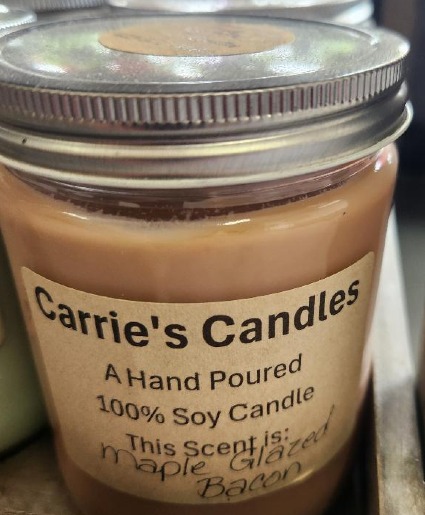 Carrie's Candles
A Hand Poured
100% Soy Candle
This Scent is:
Maple Glazed
Bacon